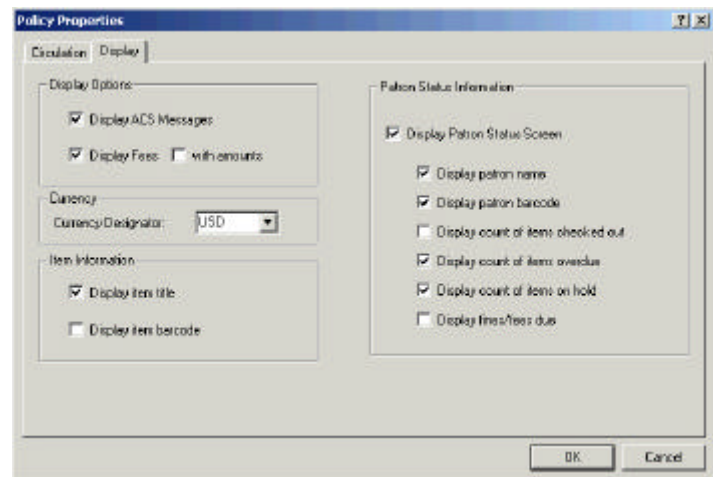 Policy Properties
Circulation Display
Display Options
Display ACS Messages
Display Fees with amounts
Currency
Currency Designator: USD
Item Information
Display item title
Display item barcode
Patron Status Information
Display Patron Status Screen
Display patron name
Display patron barcode
Display count of items checked out
Display count of items overdue
Display count of items on hold
Display fines/fees due
OK Cancel